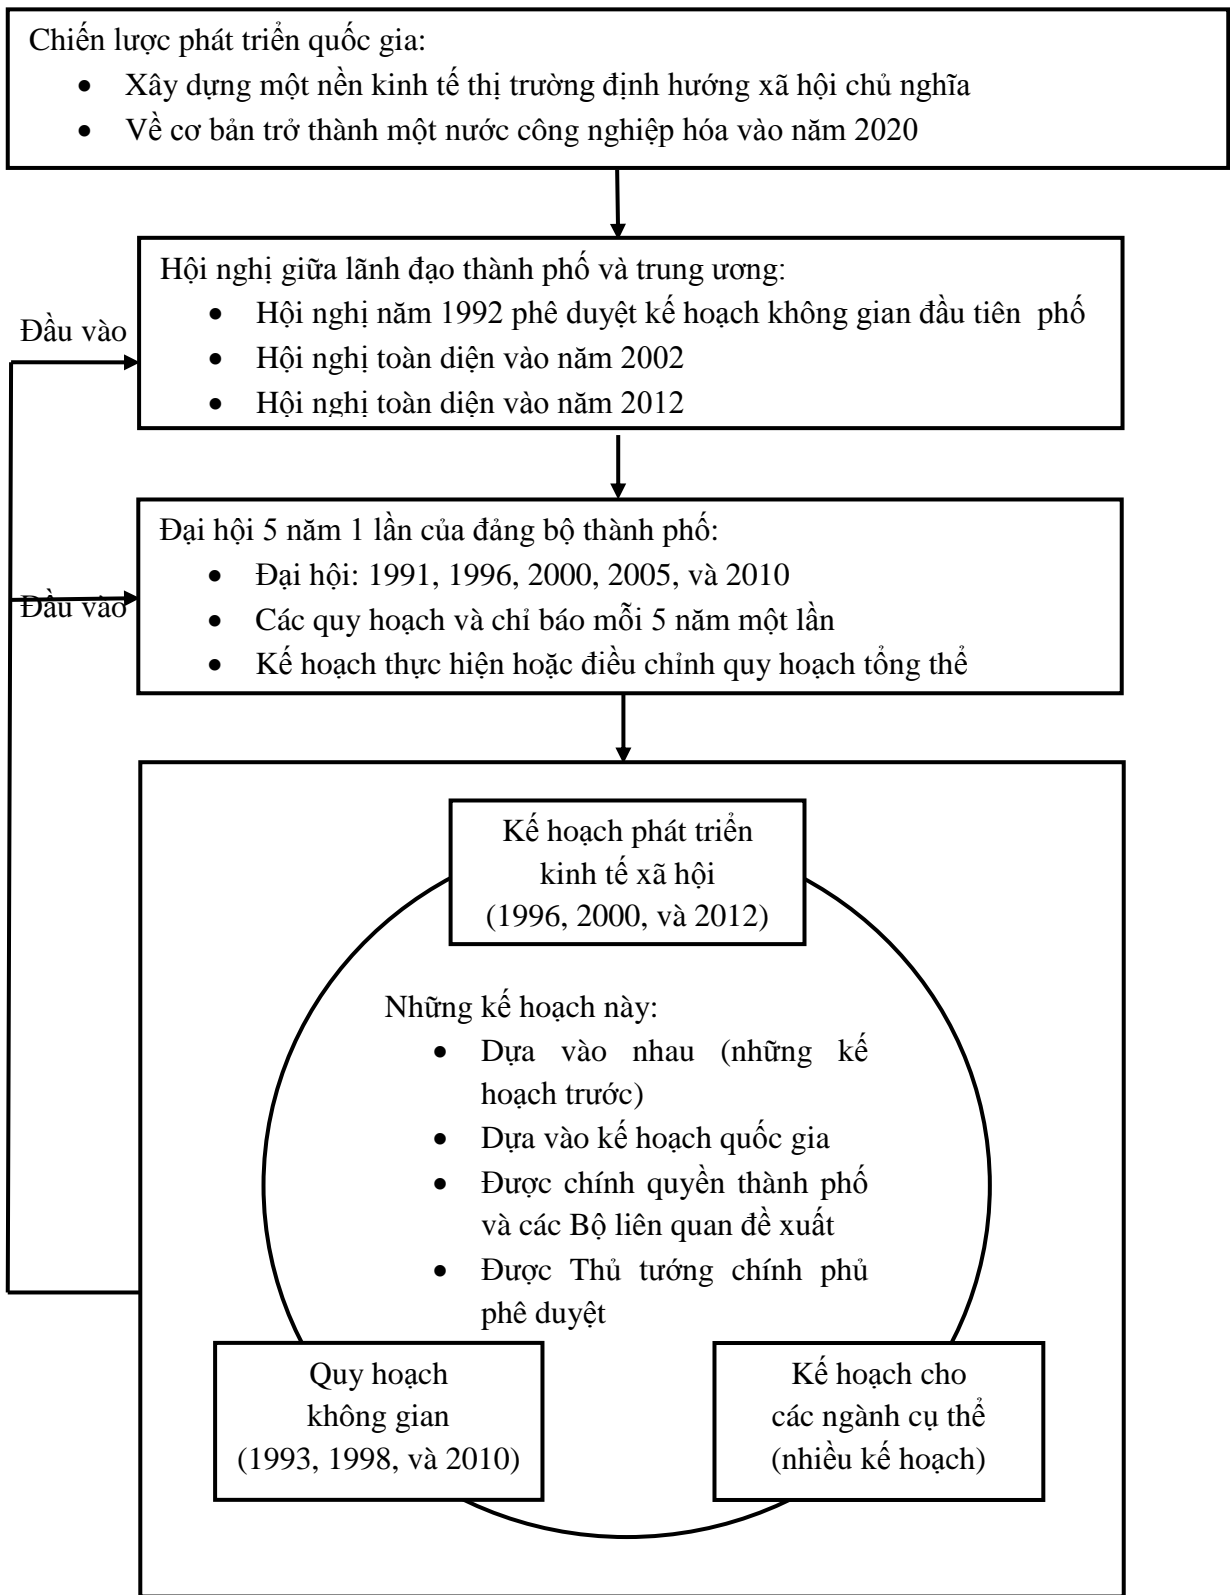 Chiến lược phát triển quốc gia:
• Xây dựng một nền kinh tế thị trường định hướng xã hội chủ nghĩa
• Về cơ bản trở thành một nước công nghiệp hóa vào năm 2020
Hội nghị giữa lãnh đạo thành phố và trung ương:
• Hội nghị năm 1992 phê duyệt kế hoạch không gian đầu tiên phố
• Hội nghị toàn diện vào năm 2002
• Hội nghị toàn diện vào năm 2012
Đầu vào
Đại hội 5 năm 1 lần của đảng bộ thành phố:
• Đại hội: 1991, 1996, 2000, 2005, và 2010
• Các quy hoạch và chỉ báo mỗi 5 năm một lần
• Kế hoạch thực hiện hoặc điều chỉnh quy hoạch tổng thể
Đầu vào
Kế hoạch phát triển
kinh tế xã hội
(1996, 2000, và 2012)
Những kế hoạch này:
• Dựa vào nhau (những kế
hoạch trước)
• Dựa vào kế hoạch quốc gia
• Được chính quyền thành phố
và các Bộ liên quan đề xuất
• Được Thủ tướng chính phủ
phê duyệt
Quy hoạch
không gian
(1993, 1998, và 2010)
Kế hoạch cho
các ngành cụ thể
(nhiều kế hoạch)